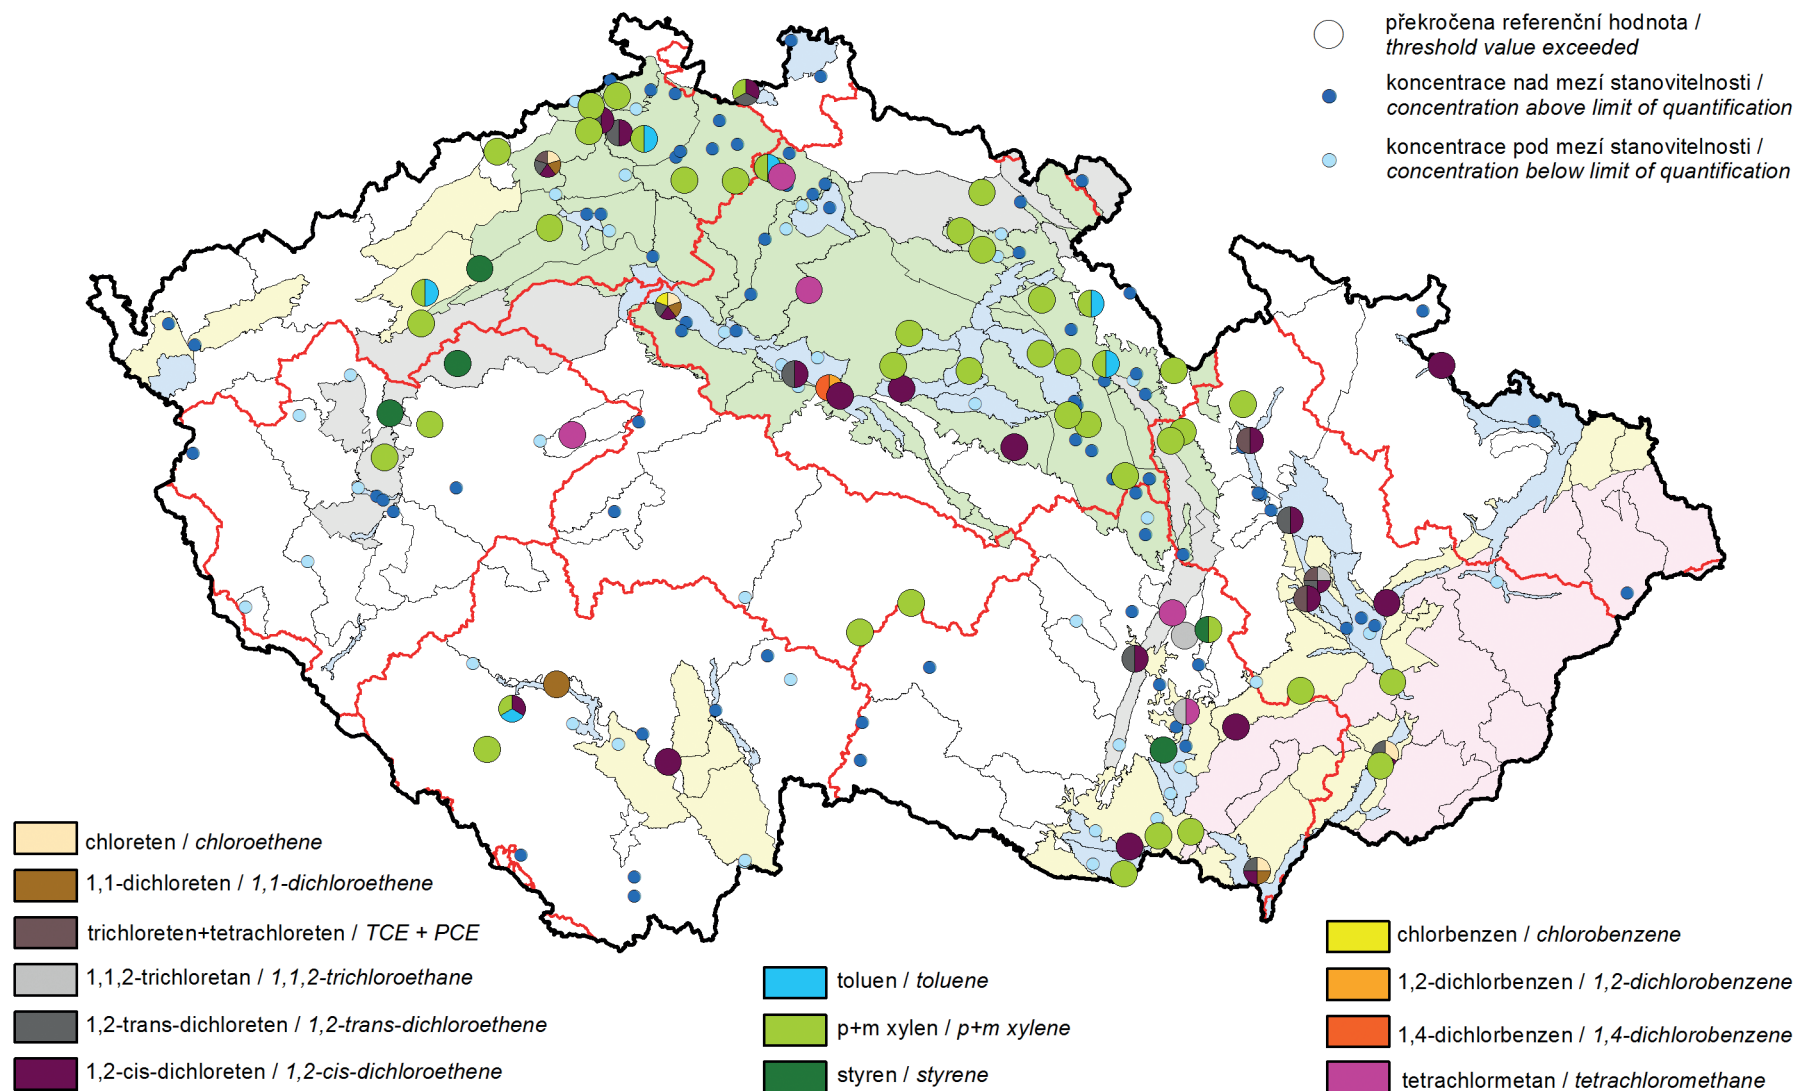 překročena referenční hodnota /
threshold value exceeded
koncentrace nad mezí stanovitelnosti /
concentration above limit of quantification
koncentrace pod mezí stanovitelnosti /
concentration below limit of quantification
chloreten / chloroethene
1,1-dichloreten / 1,1-dichloroethene
trichloreten+tetrachloreten / TCE + PCE
1,1,2-trichloretan / 1,1,2-trichloroethane
1,2-trans-dichloreten / 1,2-trans-dichloroethene
1,2-cis-dichloreten / 1,2-cis-dichloroethene
toluen / toluene
p+m xylen / p+m xylene
styren / styrene
chlorbenzen / chlorobenzene
1,2-dichlorbenzen / 1,2-dichlorobenzene
1,4-dichlorbenzen / 1,4-dichlorobenzene
tetrachlormetan / tetrachloromethane